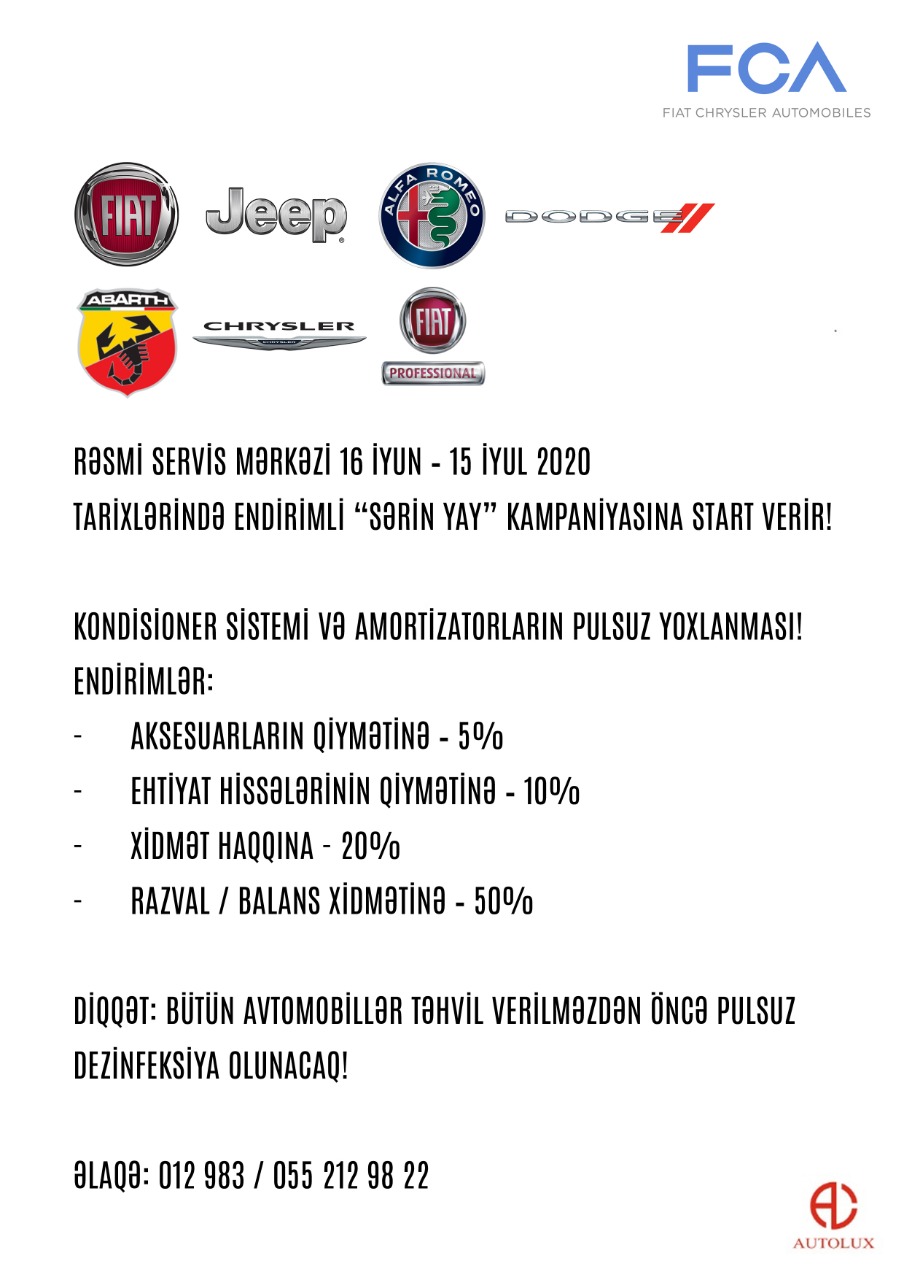 FCA
FIAT CHRYSLER AUTOMOBILES
FIAT Jeep ALFA ROMEO DODGE
ABARTH CHRYSLER CHRYSLER FIAT
PROFESSIONAL
RƏSMİ SERVİS MƏRKƏZİ 16 İYUN – 15 İYUL 2020
TARİXLƏRİNDƏ ENDİRİMLİ “SƏRİN YAY” KAMPANİYASINA START VERİR!
KONDİSİONER SİSTEMİ VƏ AMORTİZATORLARIN PULSUZ YOXLANMASI!
ENDİRİMLƏR:
- AKSESUARLARIN QİYMƏTİNƏ – 5%
- EHTİYAT HİSSƏLƏRİNİN QİYMƏTİNƏ – 10%
- XİDMƏT HAQQINA - 20%
- RAZVAL / BALANS XİDMƏTİNƏ – 50%
DİQQƏT: BÜTÜN AVTOMOBİLLƏR TƏHVİL VERİLMƏZDƏN ÖNCƏ PULSUZ
DEZİNFEKSİYA OLUNACAQ!
ƏLAQƏ: 012 983 / 055 212 98 22
AUTOLUX